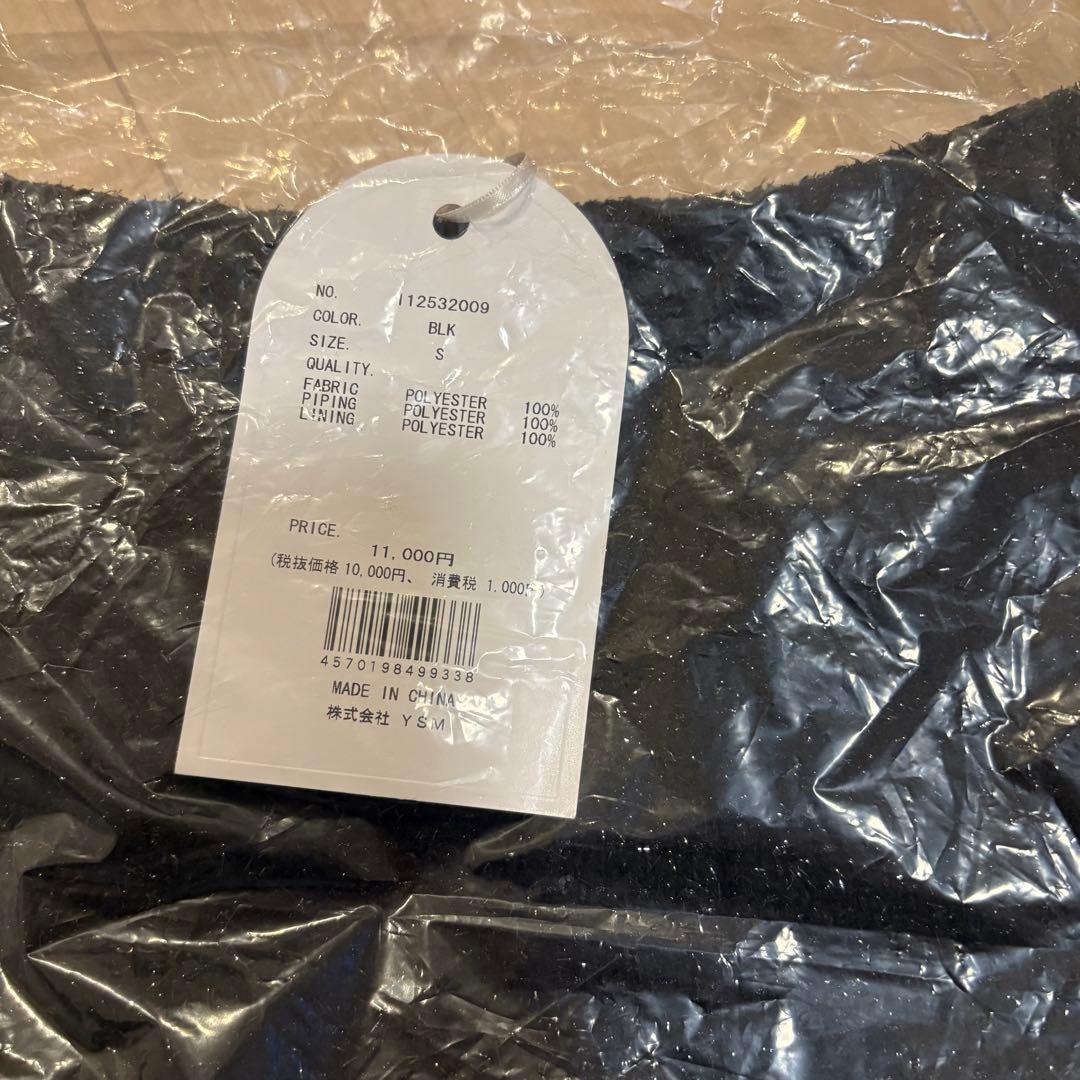 NO. 112532009
COLOR. BLK
SIZE. S
QUALITY.
FABRIC POLYESTER 100%
PIPING POLYESTER 100%
LINING POLYESTER 100%
PRICE.
11,000円
(税抜価格 10,000円、 消費税 1,000円)
4570198499338
MADE IN CHINA
株式会社 YSM